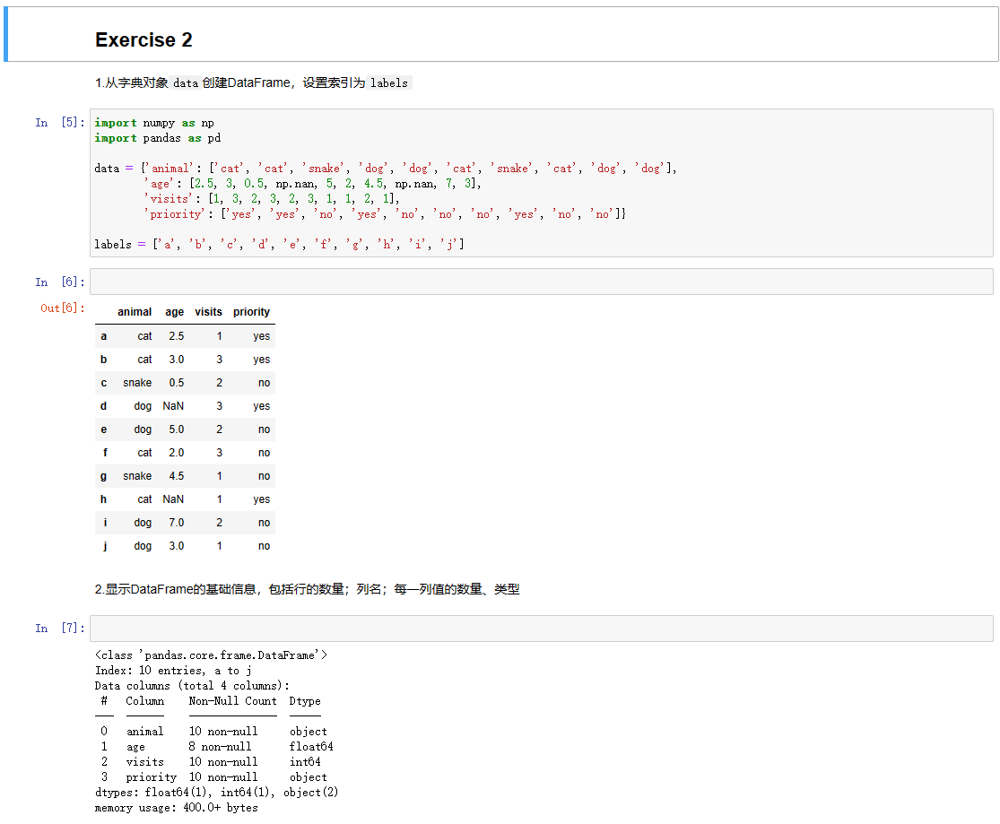 Exercise 2
1.从字典对象 data 创建DataFrame，设置索引为 labels
In [5]:
import numpy as np
import pandas as pd
data = {'animal': ['cat', 'cat', 'snake', 'dog', 'dog', 'cat', 'snake', 'cat', 'dog', 'dog'],
'age': [2.5, 3, 0.5, np.nan, 5, 2, 4.5, np.nan, 7, 3],
'visits': [1, 3, 2, 3, 2, 3, 1, 1, 2, 1],
'priority': ['yes', 'yes', 'no', 'yes', 'no', 'no', 'no', 'yes', 'no', 'no']}
labels = ['a', 'b', 'c', 'd', 'e', 'f', 'g', 'h', 'i', 'j']
In [6]:
Out[6]:
animal age visits priority
a cat 2.5 1 yes
b cat 3.0 3 yes
c snake 0.5 2 no
d dog NaN 3 yes
e dog 5.0 2 no
f cat 2.0 3 no
g snake 4.5 1 no
h cat NaN 1 yes
i dog 7.0 2 no
j dog 3.0 1 no
2.显示DataFrame的基础信息，包括行的数量；列名；每一列值的数量、类型
In [7]:
<class 'pandas.core.frame.DataFrame'>
Index: 10 entries, a to j
Data columns (total 4 columns):
# Column Non-Null Count Dtype
--- ------ -------------- -----
0 animal 10 non-null object
1 age 8 non-null float64
2 visits 10 non-null int64
3 priority 10 non-null object
dtypes: float64(1), int64(1), object(2)
memory usage: 400.0+ bytes